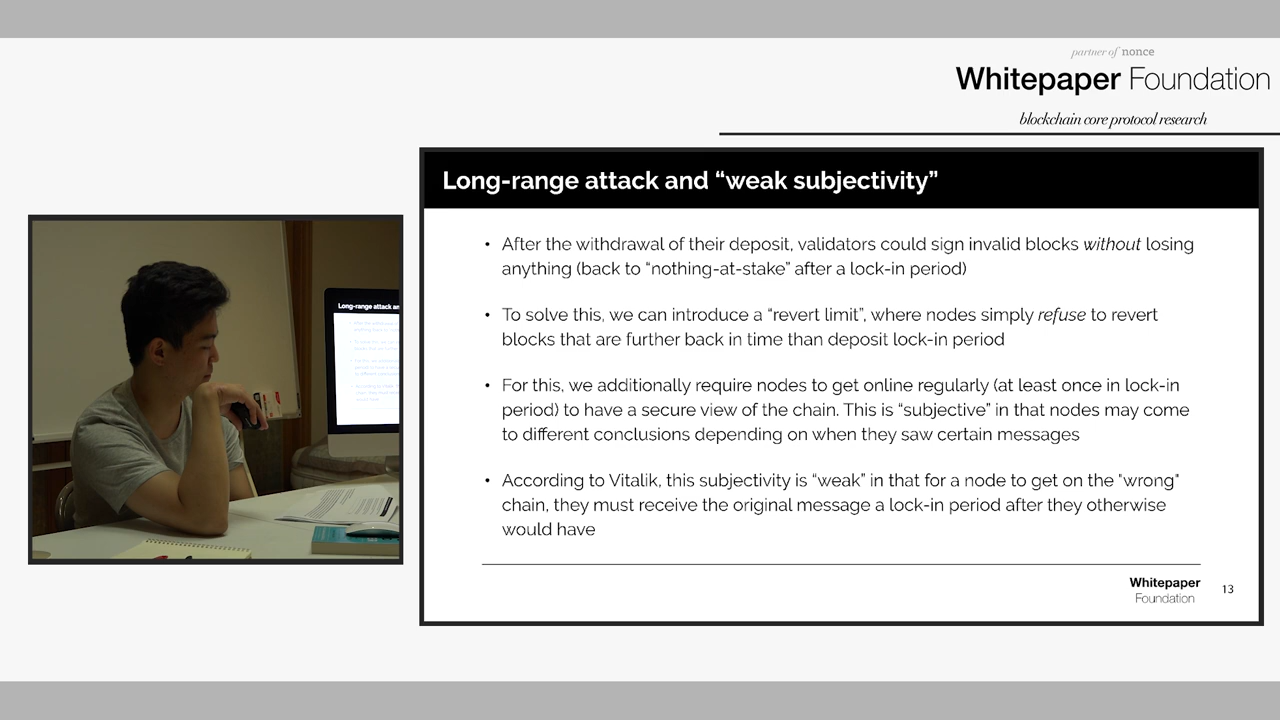 partner of nonce
Whitepaper Foundation
blockchain core protocol research
Long-range attack and “weak subjectivity”
• After the withdrawal of their deposit, validators could sign invalid blocks without losing
anything (back to “nothing-at-stake” after a lock-in period)
• To solve this, we can introduce a “revert limit”, where nodes simply refuse to revert
blocks that are further back in time than deposit lock-in period
• For this, we additionally require nodes to get online regularly (at least once in lock-in
period) to have a secure view of the chain. This is “subjective” in that nodes may come
to different conclusions depending on when they saw certain messages
• According to Vitalik, this subjectivity is “weak” in that for a node to get on the "wrong"
chain, they must receive the original message a lock-in period after they otherwise
would have
Whitepaper
Foundation
13
Long-range attack an